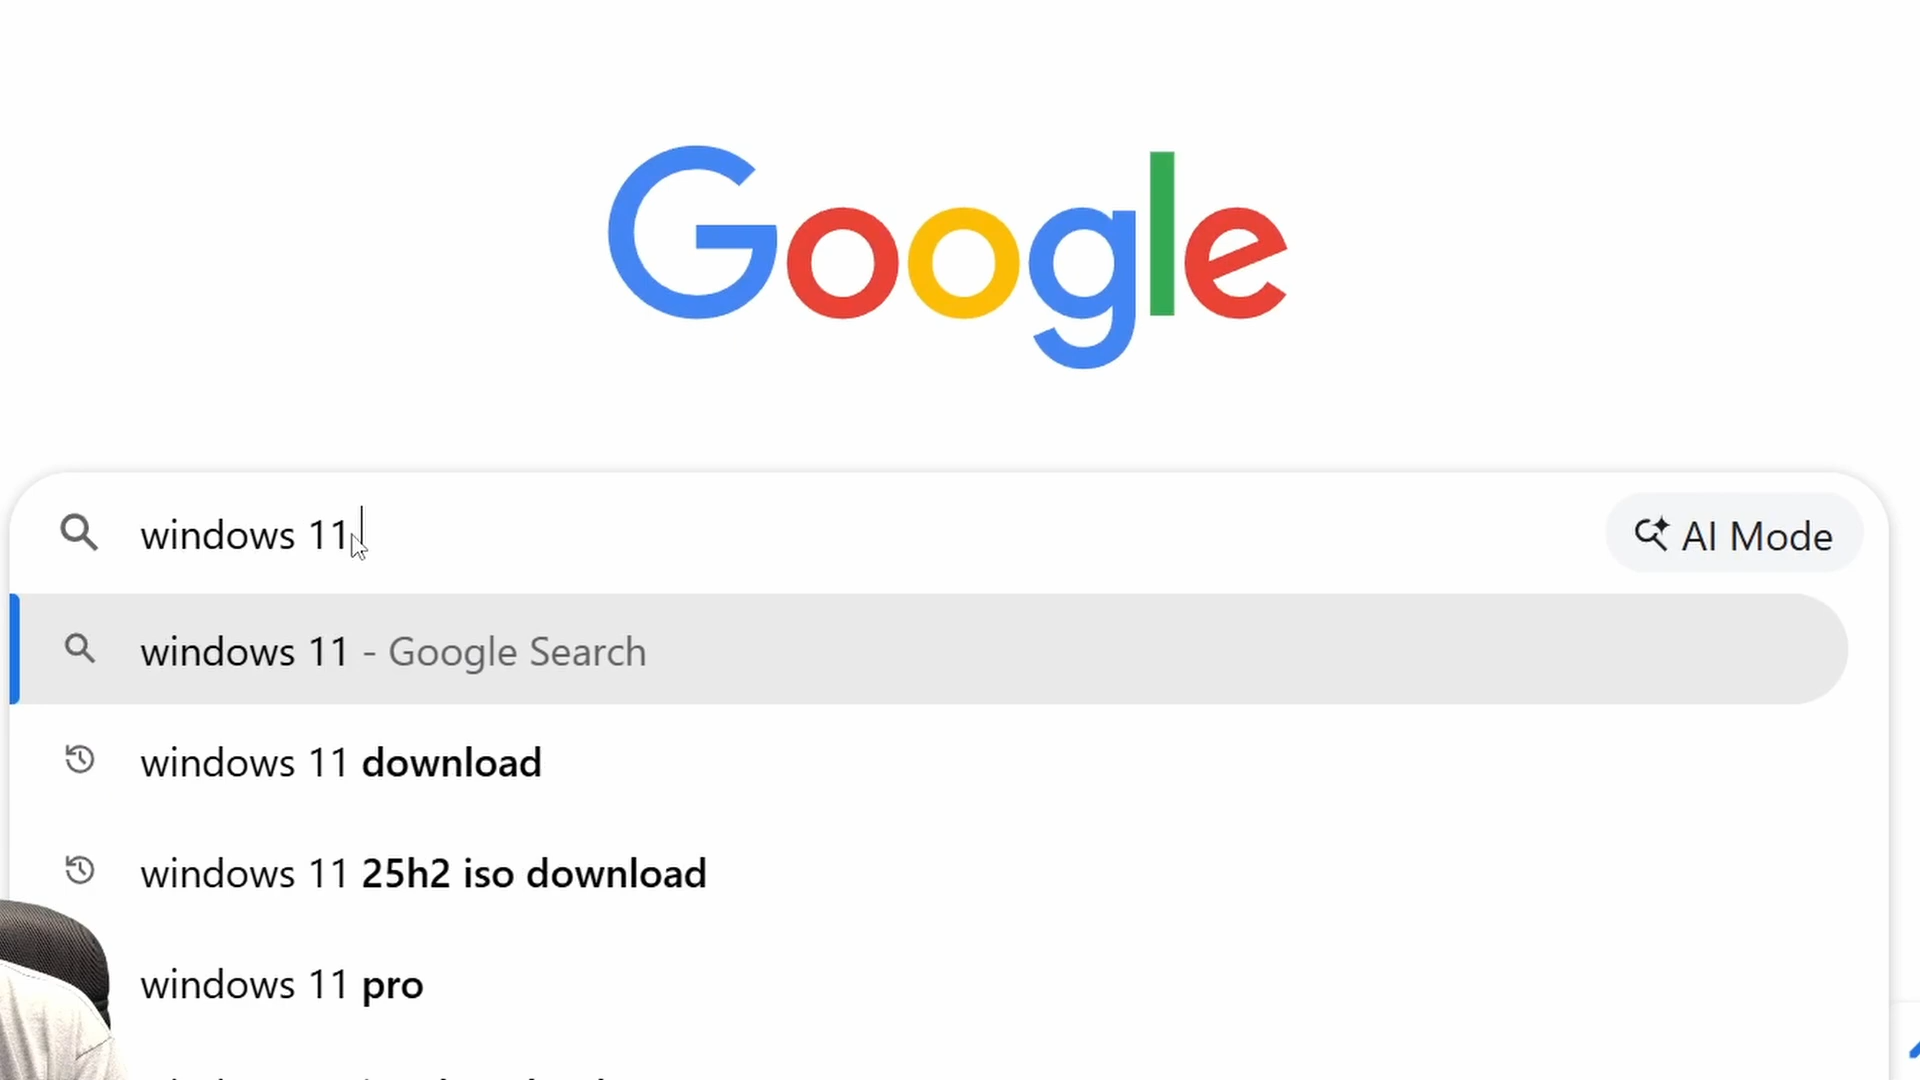 Google
windows 11
AI Mode
windows 11 - Google Search
windows 11 download
windows 11 25h2 iso download
windows 11 pro